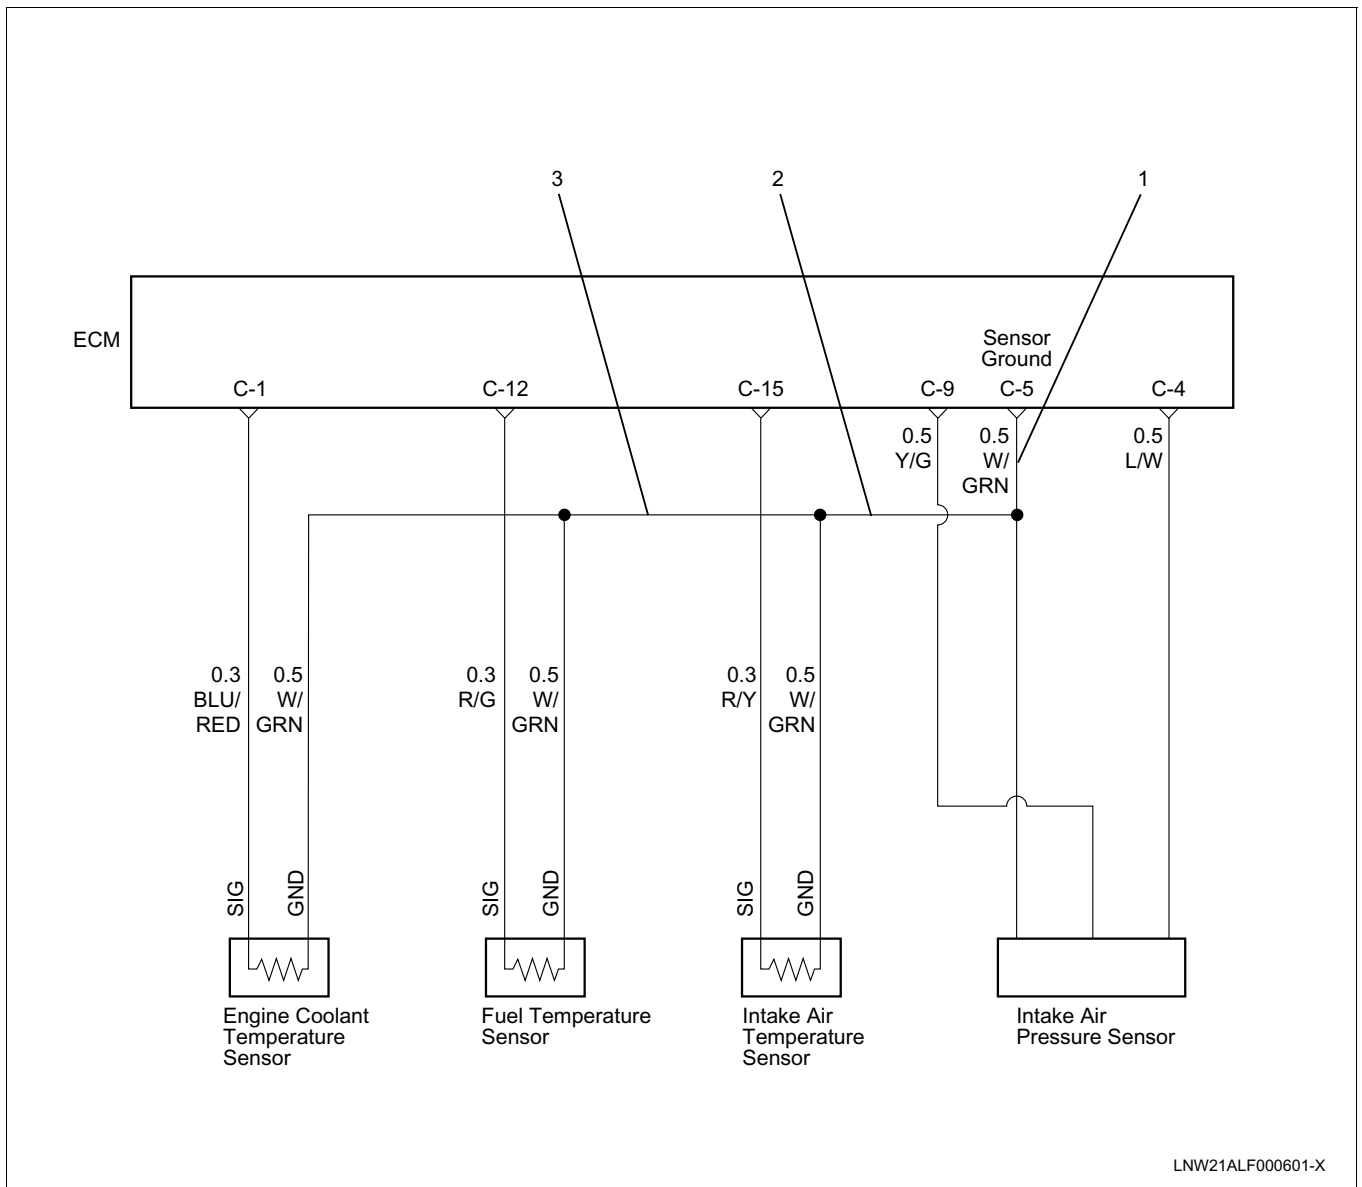 3
2
1
ECM
Sensor
Ground
C-1
C-12
C-15
C-9
C-5
C-4
0.5
Y/G
0.5
W/
GRN
0.5
L/W
0.3
BLU/
RED
0.5
W/
GRN
0.3
R/G
0.5
W/
GRN
0.3
R/Y
0.5
W/
GRN
SIG
GND
SIG
GND
SIG
GND
Engine Coolant
Temperature
Sensor
Fuel Temperature
Sensor
Intake Air
Temperature
Sensor
Intake Air
Pressure Sensor
LNW21ALF000601-X